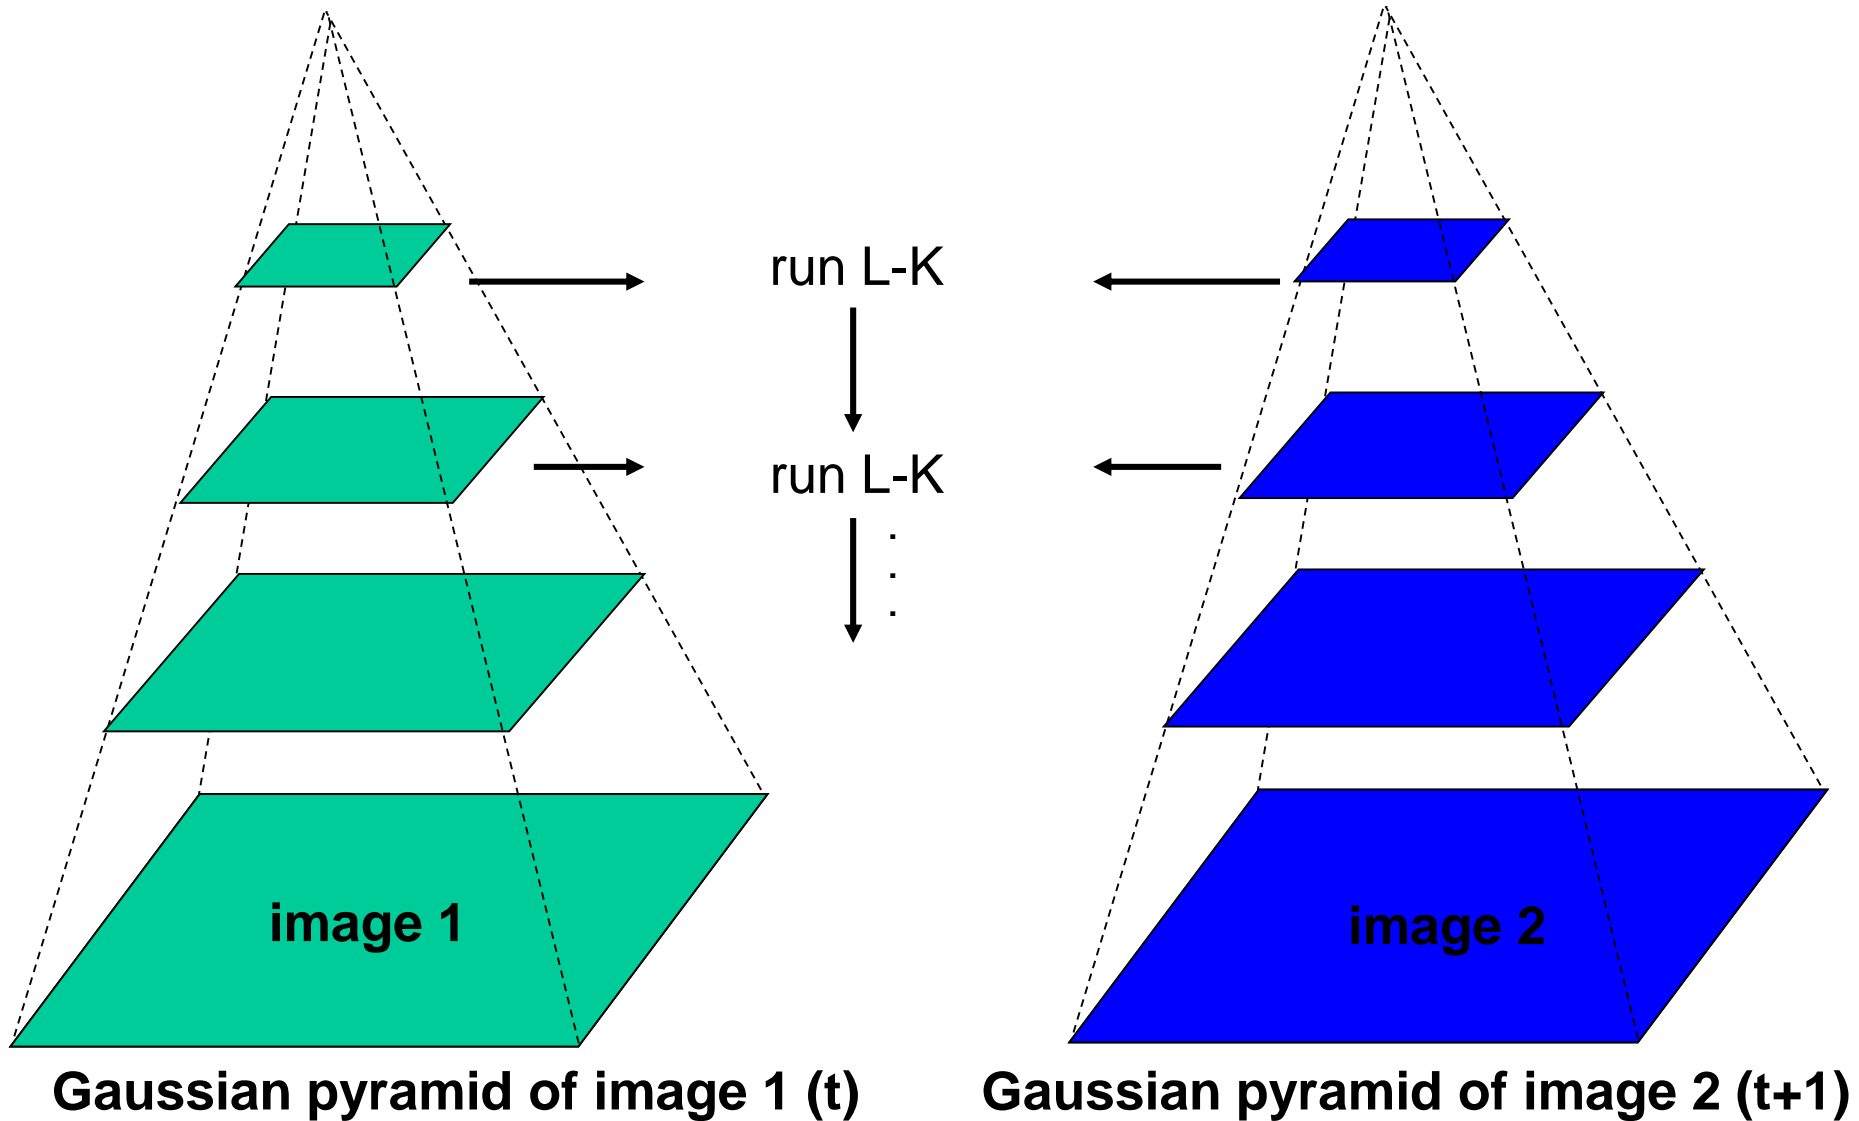 run L-K
run L-K
.
.
.
image 1
image 2
Gaussian pyramid of image 1 (t)
Gaussian pyramid of image 2 (t+1)